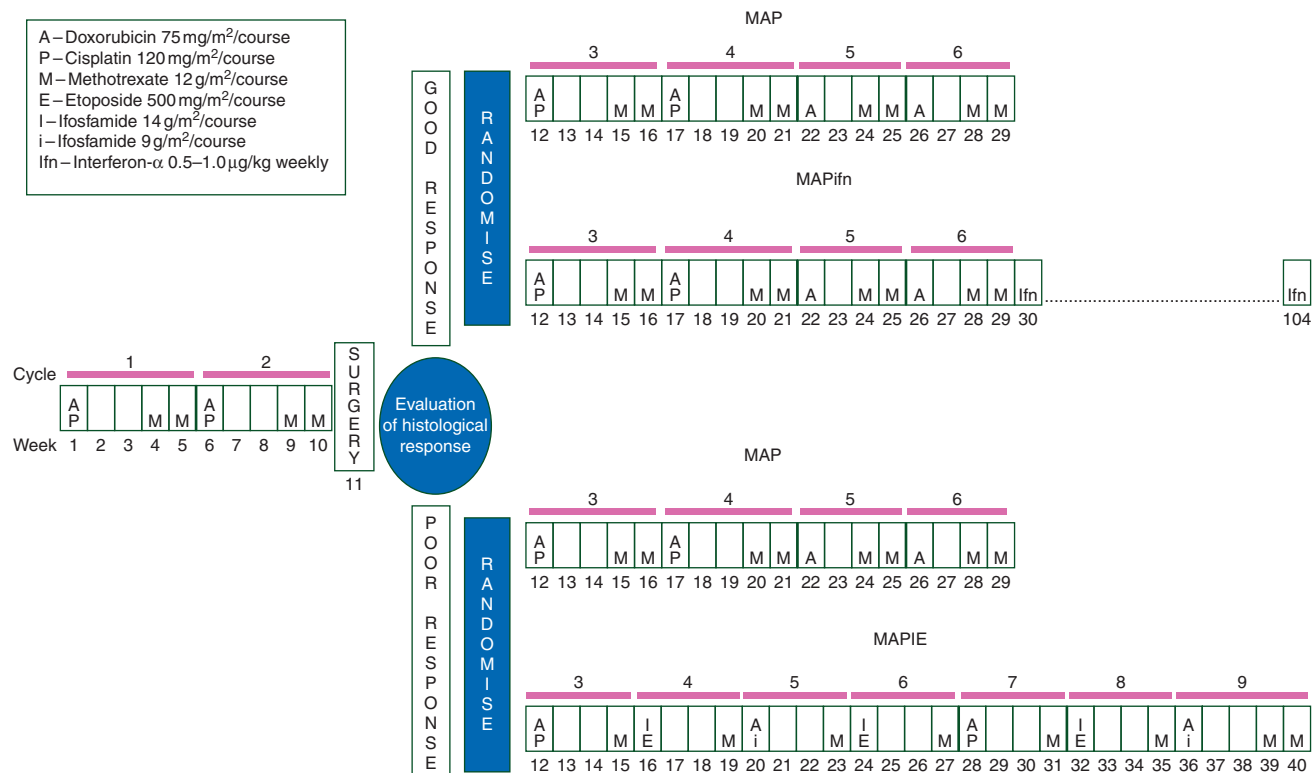 A – Doxorubicin 75 mg/m²/course
P – Cisplatin 120 mg/m²/course
M – Methotrexate 12 g/m²/course
E – Etoposide 500 mg/m²/course
I – Ifosfamide 14 g/m²/course
i – Ifosfamide 9 g/m²/course
Ifn – Interferon-α 0.5–1.0 µg/kg weekly
Cycle
1 2
A P M M A P M M
Week 1 2 3 4 5 6 7 8 9 10
SURGERY
11
Evaluation
of histological
response
GOOD RESPONSE
RANDOMISE
MAP
3 4 5 6
A P M M A P M M A M M A M M
12 13 14 15 16 17 18 19 20 21 22 23 24 25 26 27 28 29
MAPifn
3 4 5 6
A P M M A P M M A M M A M M Ifn Ifn
12 13 14 15 16 17 18 19 20 21 22 23 24 25 26 27 28 29 30 104
POOR RESPONSE
RANDOMISE
MAP
3 4 5 6
A P M M A P M M A M M A M M
12 13 14 15 16 17 18 19 20 21 22 23 24 25 26 27 28 29
MAPIE
3 4 5 6 7 8 9
A P M I E M A i M I E M A P M I E M A i M M
12 13 14 15 16 17 18 19 20 21 22 23 24 25 26 27 28 29 30 31 32 33 34 35 36 37 38 39 40